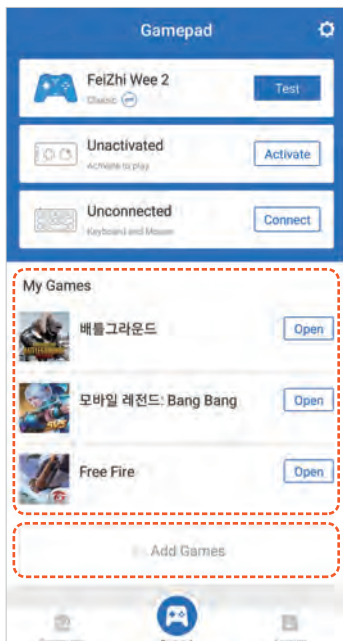 Gamepad
FeiZhi Wee 2
Test
Classic
Unactivated
Activate to play
Activate
Unconnected
Keyboard and Mouse
Connect
My Games
배틀그라운드
Open
모바일 레전드: Bang Bang
Open
Free Fire
Open
Add Games